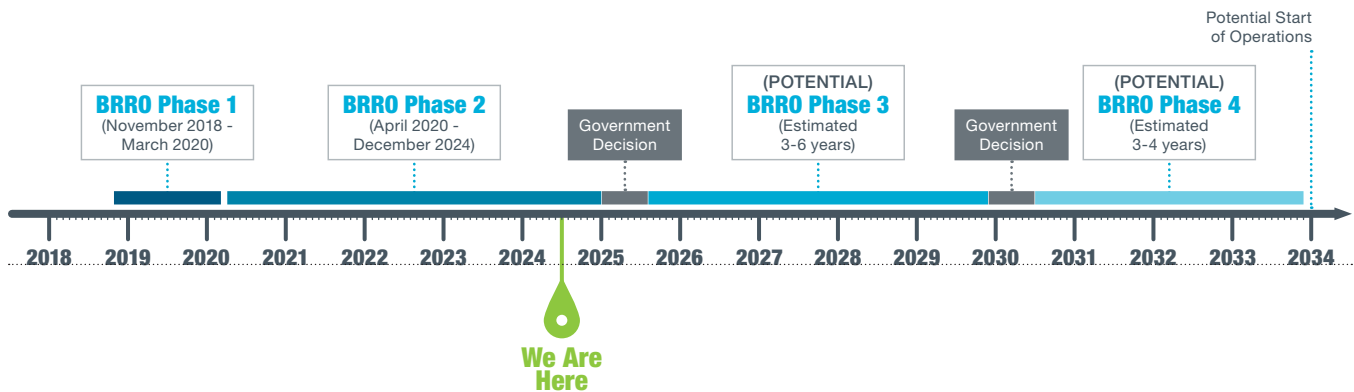 Potential Start
of Operations
BRRO Phase 1
(November 2018 -
March 2020)
BRRO Phase 2
(April 2020 -
December 2024)
Government
Decision
(POTENTIAL)
BRRO Phase 3
(Estimated
3-6 years)
Government
Decision
(POTENTIAL)
BRRO Phase 4
(Estimated
3-4 years)
2018 2019 2020 2021 2022 2023 2024 2025 2026 2027 2028 2029 2030 2031 2032 2033 2034
We Are
Here